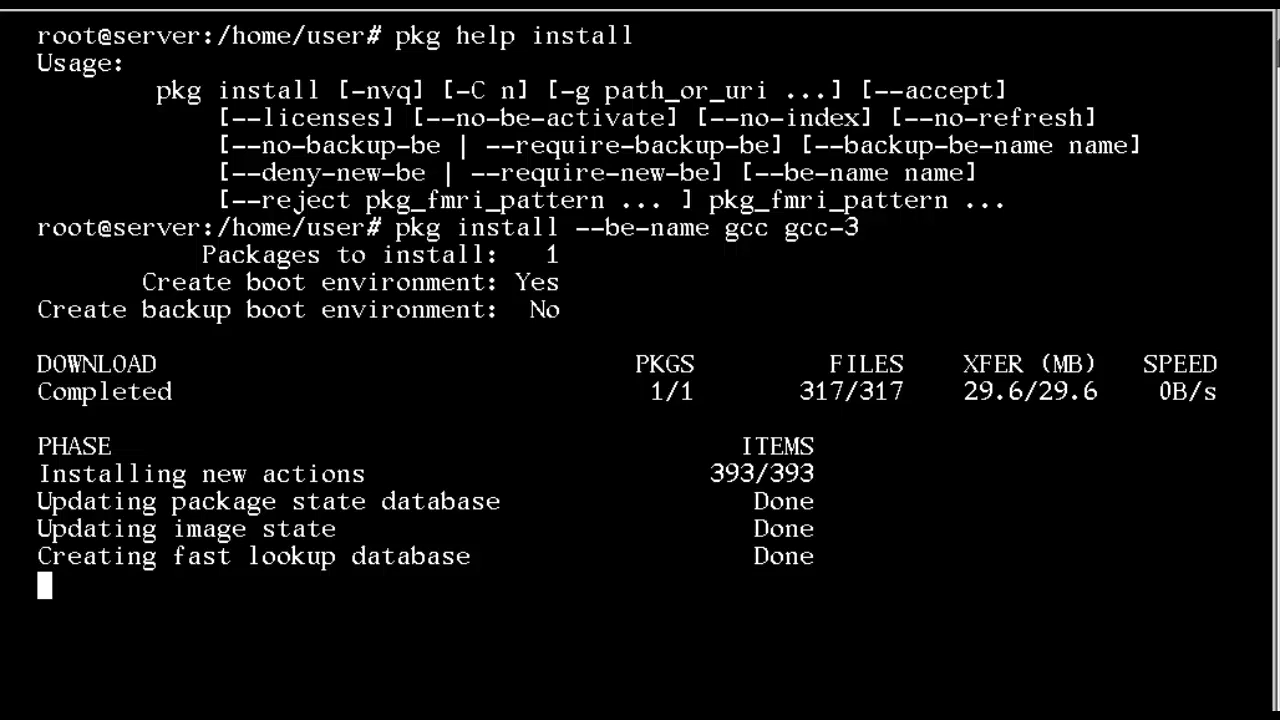 root@server:/home/user# pkg help install
Usage:
        pkg install [-nvq] [-C n] [-g path_or_uri ...] [--accept]
            [--licenses] [--no-be-activate] [--no-index] [--no-refresh]
            [--no-backup-be | --require-backup-be] [--backup-be-name name]
            [--deny-new-be | --require-new-be] [--be-name name]
            [--reject pkg_fmri_pattern ... ] pkg_fmri_pattern ...
root@server:/home/user# pkg install --be-name gcc gcc-3
           Packages to install:   1
       Create boot environment: Yes
Create backup boot environment:  No

DOWNLOAD                                PKGS         FILES    XFER (MB)   SPEED
Completed                                1/1       317/317    29.6/29.6    0B/s

PHASE                                          ITEMS
Installing new actions                       393/393
Updating package state database                 Done
Updating image state                            Done
Creating fast lookup database                   Done